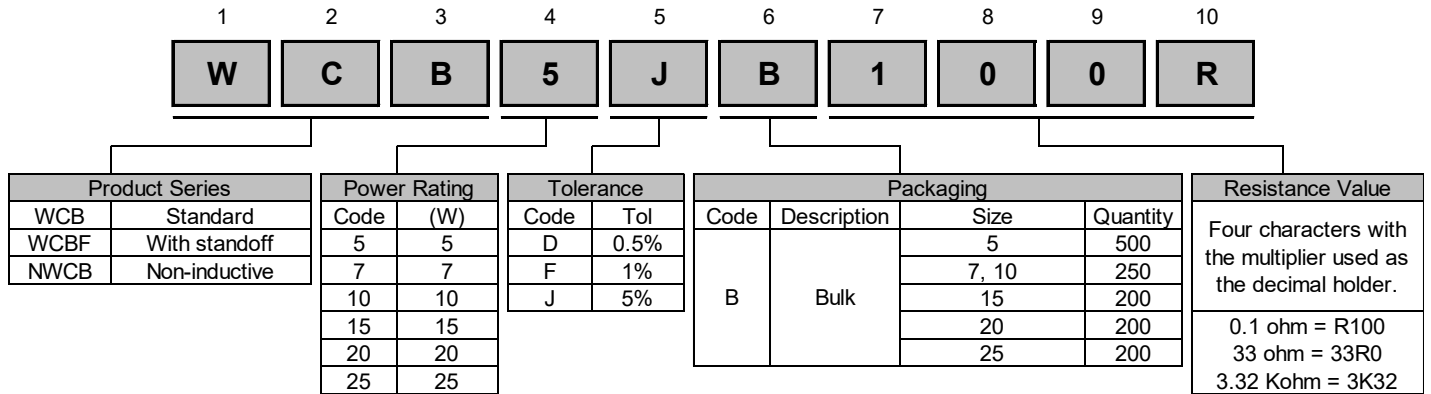 1 2 3 4 5 6 7 8 9 10
W C B 5 J B 1 0 0 R
Product Series
WCB Standard
WCBF With standoff
NWCB Non-inductive
Power Rating
Code (W)
5 5
7 7
10 10
15 15
20 20
25 25
Tolerance
Code Tol
D 0.5%
F 1%
J 5%
Packaging
Code Description Size Quantity
B Bulk
5 500
7, 10 250
15 200
20 200
25 200
Resistance Value
Four characters with
the multiplier used as
the decimal holder.
0.1 ohm = R100
33 ohm = 33R0
3.32 Kohm = 3K32